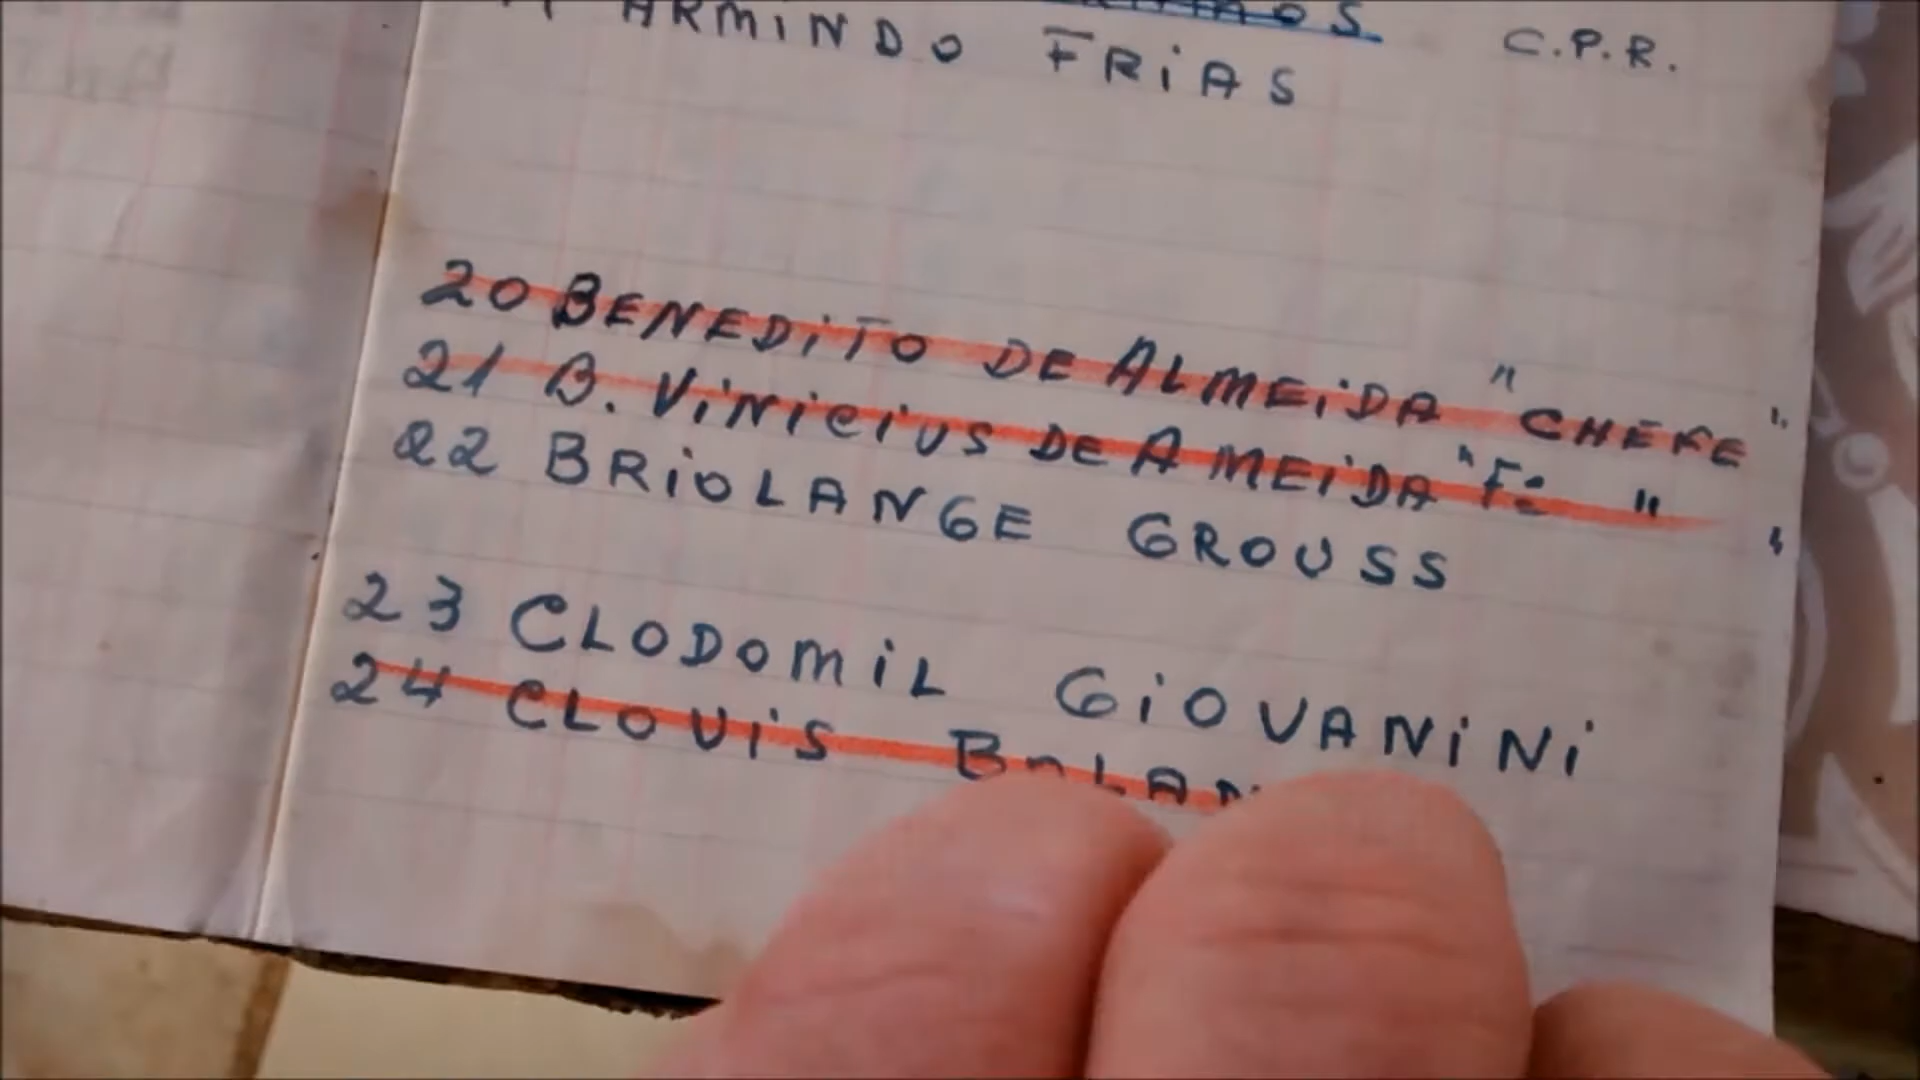 ARMINDO FRiAS C.P.R.
20 BENEDiTO DE ALMEiDA "CHEFE"
21 B. ViNiciUS DE AMEiDA "Fº "
22 BRiOLANGE GROUSS
23 CLODOMiL GiOVANiNi
24 CLOViS